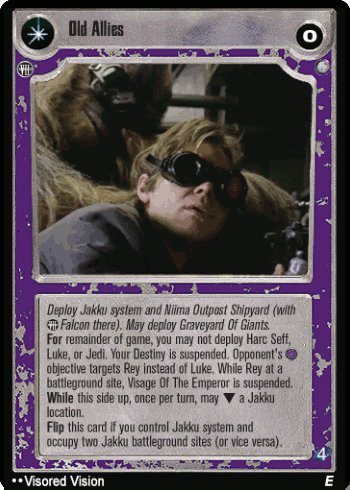 Old Allies
0
VII
Deploy Jakku system and Niima Outpost Shipyard (with
VII Falcon there). May deploy Graveyard Of Giants.
For remainder of game, you may not deploy Harc Seff,
Luke, or Jedi. Your Destiny is suspended. Opponent's
objective targets Rey instead of Luke. While Rey at a
battleground site, Visage Of The Emperor is suspended.
While this side up, once per turn, may ▼ a Jakku
location.
Flip this card if you control Jakku system and
occupy two Jakku battleground sites (or vice versa).
4
••Visored Vision
E